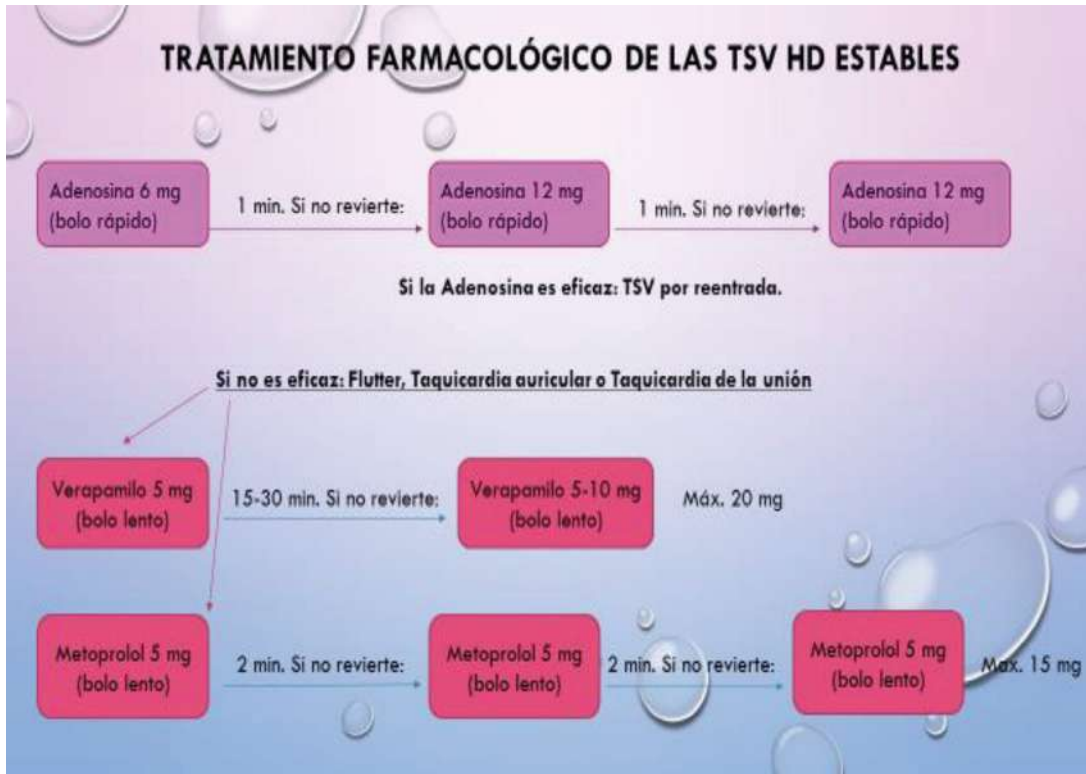 TRATAMIENTO FARMACOLÓGICO DE LAS TSV HD ESTABLES
Adenosina 6 mg
(bolo rápido)
1 min. Si no revierte:
Adenosina 12 mg
(bolo rápido)
1 min. Si no revierte:
Adenosina 12 mg
(bolo rápido)
Si la Adenosina es eficaz: TSV por reentrada.
Si no es eficaz: Flutter, Taquicardia auricular o Taquicardia de la unión
Verapamilo 5 mg
(bolo lento)
15-30 min. Si no revierte:
Verapamilo 5-10 mg
(bolo lento)
Máx. 20 mg
Metoprolol 5 mg
(bolo lento)
2 min. Si no revierte:
Metoprolol 5 mg
(bolo lento)
2 min. Si no revierte:
Metoprolol 5 mg
(bolo lento)
Máx. 15 mg